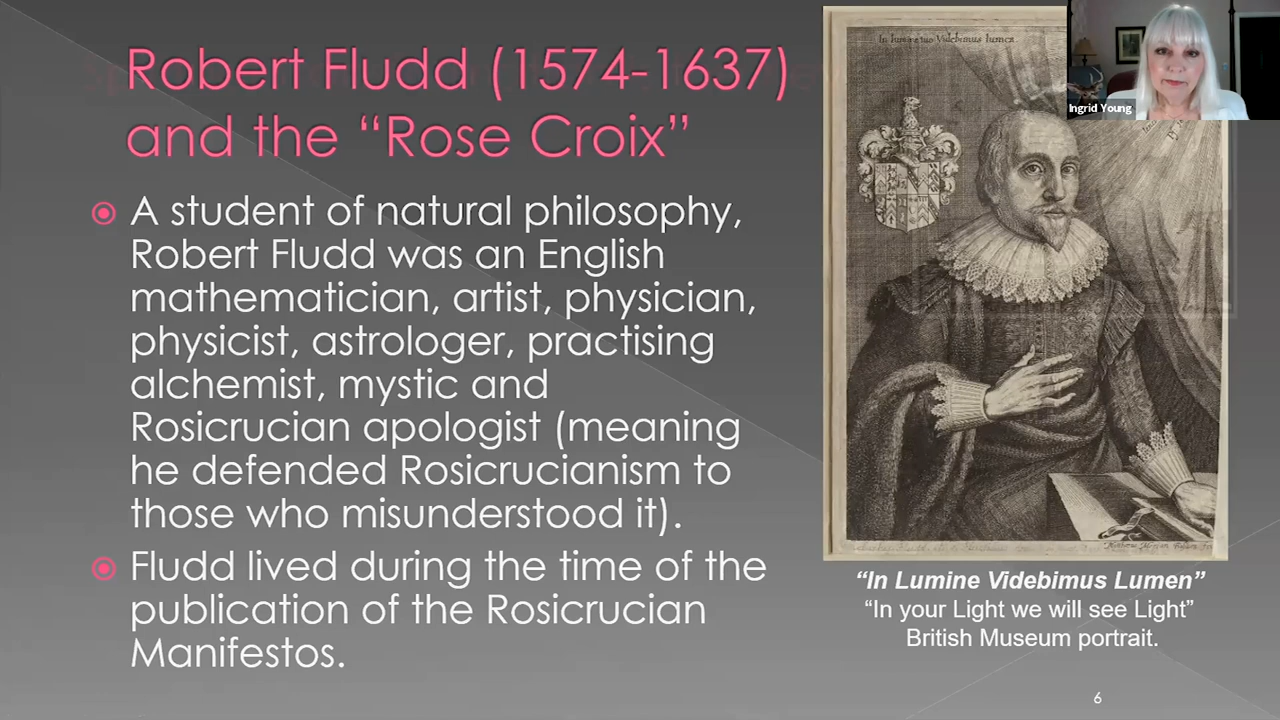 Robert Fludd (1574-1637)
and the “Rose Croix”
A student of natural philosophy,
Robert Fludd was an English
mathematician, artist, physician,
physicist, astrologer, practising
alchemist, mystic and
Rosicrucian apologist (meaning
he defended Rosicrucianism to
those who misunderstood it).
Fludd lived during the time of the
publication of the Rosicrucian
Manifestos.
Videbimus lumen.
Ingrid Young
“In Lumine Videbimus Lumen”
“In your Light we will see Light”
British Museum portrait.
6